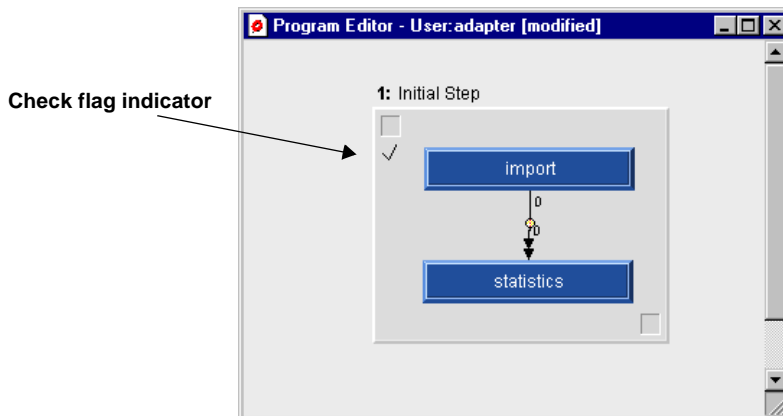 Program Editor - User:adapter [modified]
Check flag indicator
1: Initial Step
import
0
0
statistics